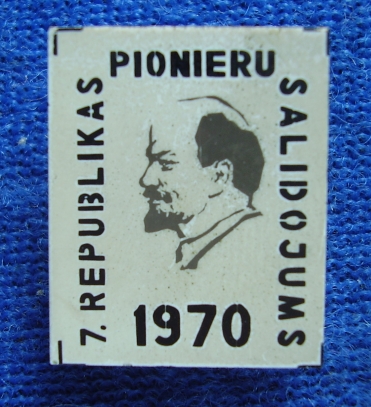 7. REPUBLIKAS
PIONIERU
SALIDOJUMS
1970